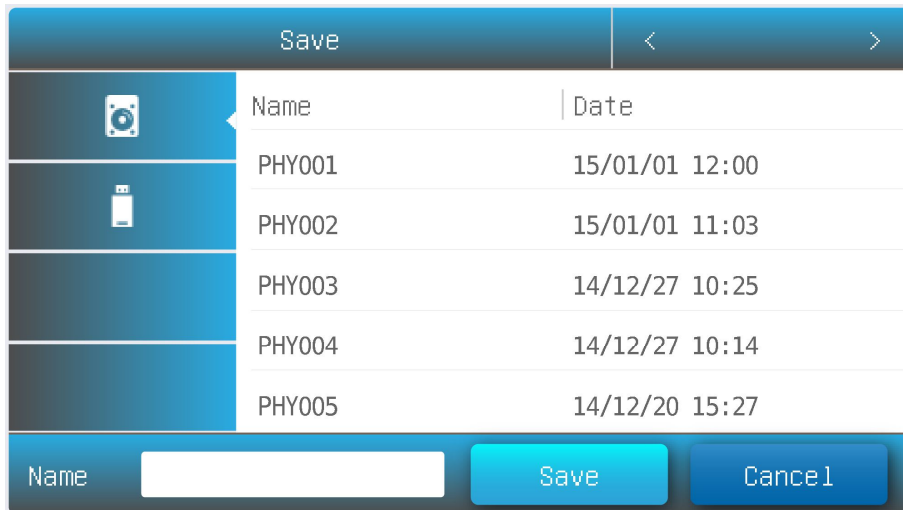 Save < >
Name Date
PHY001 15/01/01 12:00
PHY002 15/01/01 11:03
PHY003 14/12/27 10:25
PHY004 14/12/27 10:14
PHY005 14/12/20 15:27
Name Save Cancel